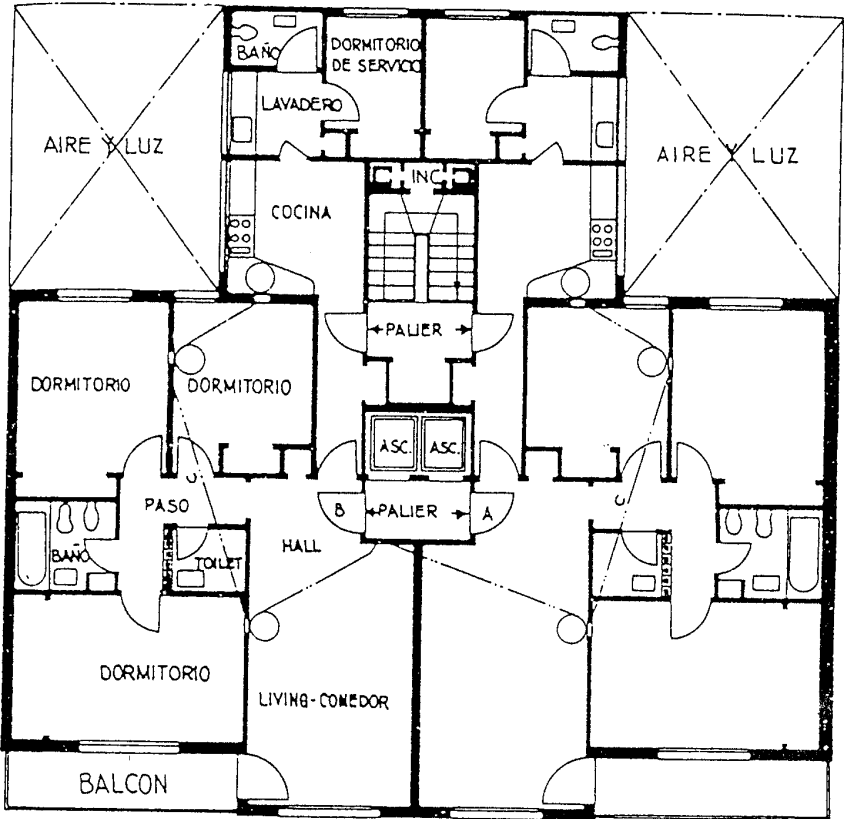 BAÑO
DORMITORIO
DE SERVICIO
LAVADERO
AIRE Y LUZ
AIRE Y LUZ
INC
COCINA
PALIER
DORMITORIO
DORMITORIO
ASC.
ASC.
PASO
B
PALIER
A
HALL
BAÑO
TOILET
DORMITORIO
LIVING-COMEDOR
BALCON